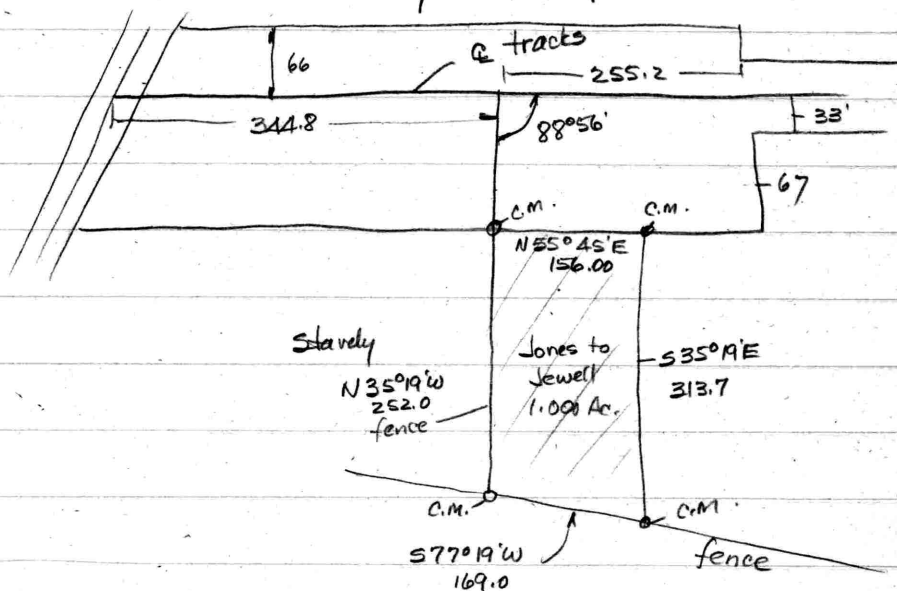 66
℄ tracks
255.2
344.8
88°56'
33'
67
C.M.
C.M.
N55°45'E
156.00
Stavely
N35°19'W
252.0
fence
Jones to
Jewell
1.000 Ac.
S35°19'E
313.7
C.M.
C.M.
S77°19'W
169.0
fence